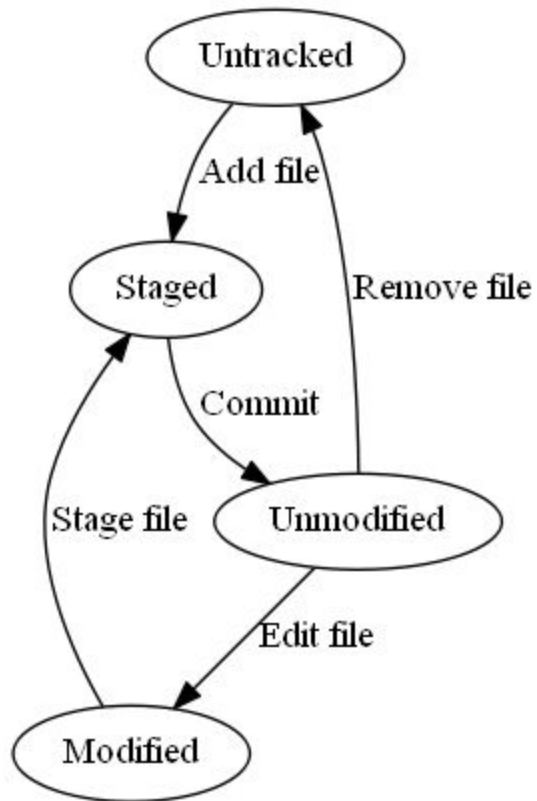 Untracked
Add file
Staged
Remove file
Commit
Unmodified
Stage file
Edit file
Modified